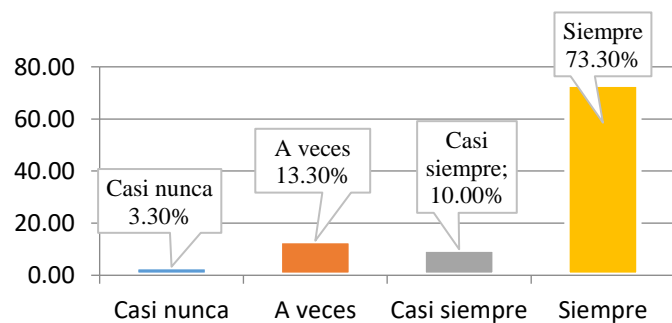 Siempre
73.30%
80.00
60.00
A veces
13.30%
Casi
siempre;
10.00%
40.00
Casi nunca
3.30%
20.00
0.00
Casi nunca A veces Casi siempre Siempre